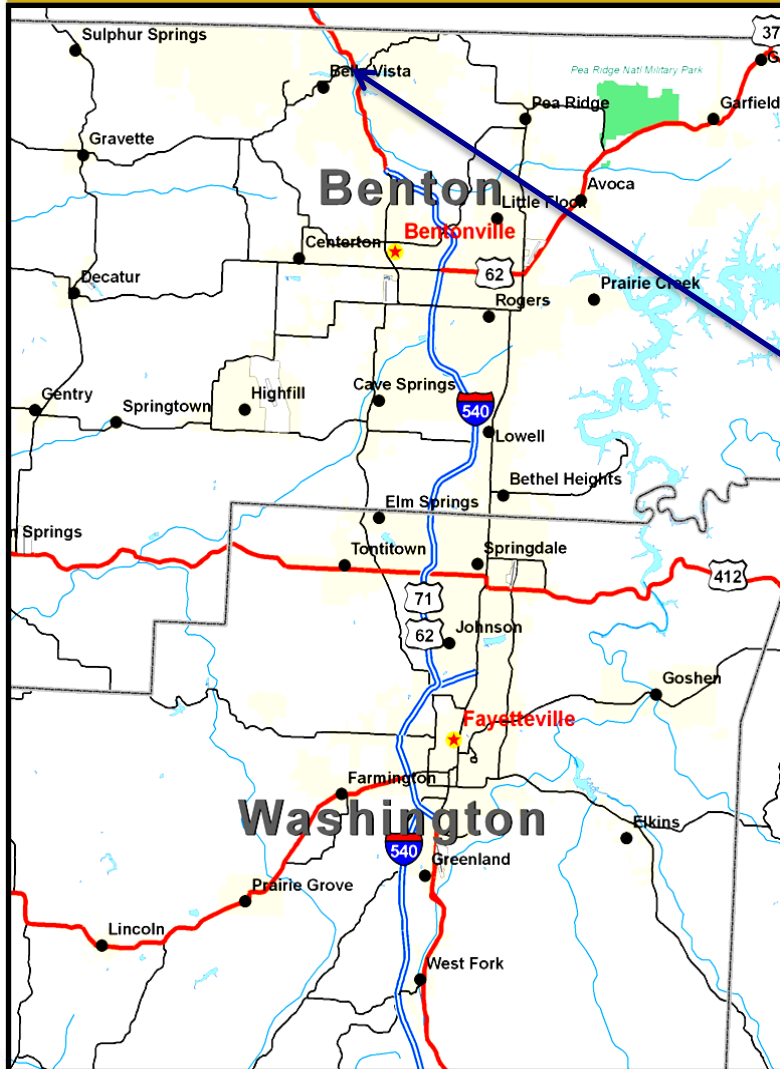 37
Sulphur Springs
G
Bella Vista
Pea Ridge Natl Military Park
Pea Ridge
Garfield
Gravette
Benton
Avoca
Little Flock
Bentonville
Centerton
62
Decatur
Prairie Creek
Rogers
Gentry
Springtown
Highfill
Cave Springs
540
Lowell
Bethel Heights
Elm Springs
n Springs
Tontitown
Springdale
412
71
62
Johnson
Goshen
Fayetteville
Farmington
Washington
Elkins
540
Greenland
Prairie Grove
Lincoln
West Fork